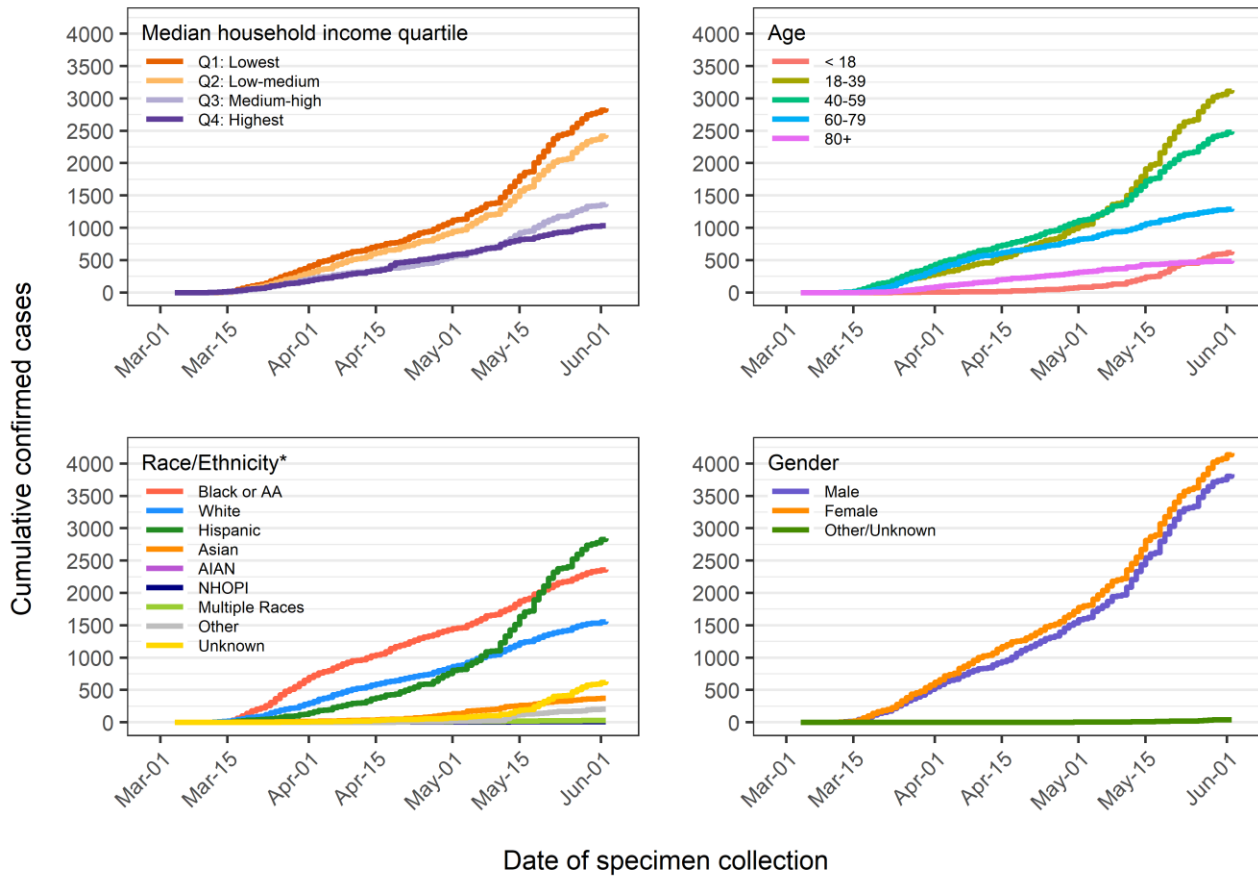 Cumulative confirmed cases
Median household income quartile
Q1: Lowest
Q2: Low-medium
Q3: Medium-high
Q4: Highest
4000
3500
3000
2500
2000
1500
1000
500
0
Mar-01
Mar-15
Apr-01
Apr-15
May-01
May-15
Jun-01
Age
< 18
18-39
40-59
60-79
80+
4000
3500
3000
2500
2000
1500
1000
500
0
Mar-01
Mar-15
Apr-01
Apr-15
May-01
May-15
Jun-01
Race/Ethnicity*
Black or AA
White
Hispanic
Asian
AIAN
NHOPI
Multiple Races
Other
Unknown
4000
3500
3000
2500
2000
1500
1000
500
0
Mar-01
Mar-15
Apr-01
Apr-15
May-01
May-15
Jun-01
Gender
Male
Female
Other/Unknown
4000
3500
3000
2500
2000
1500
1000
500
0
Mar-01
Mar-15
Apr-01
Apr-15
May-01
May-15
Jun-01
Date of specimen collection